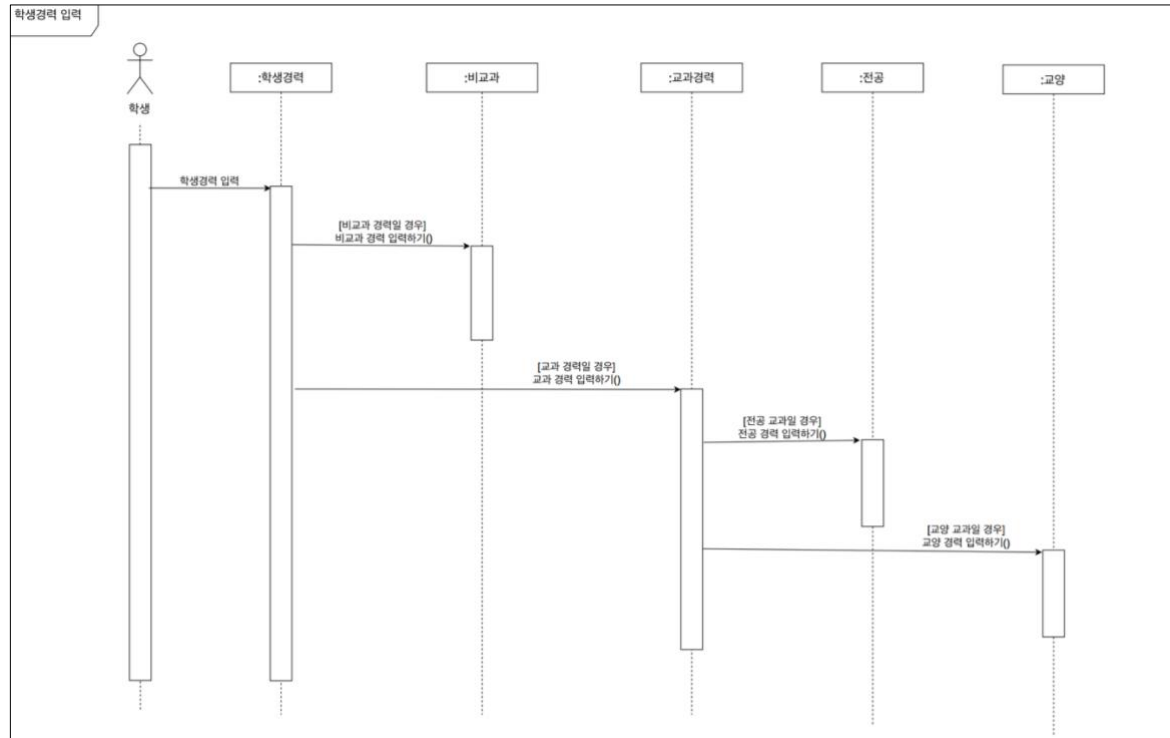 학생경력 입력
:학생경력
:비교과
:교과경력
:전공
:교양
학생
학생경력 입력
[비교과 경력일 경우]
비교과 경력 입력하기()
[교과 경력일 경우]
교과 경력 입력하기()
[전공 교과일 경우]
전공 경력 입력하기()
[교양 교과일 경우]
교양 경력 입력하기()